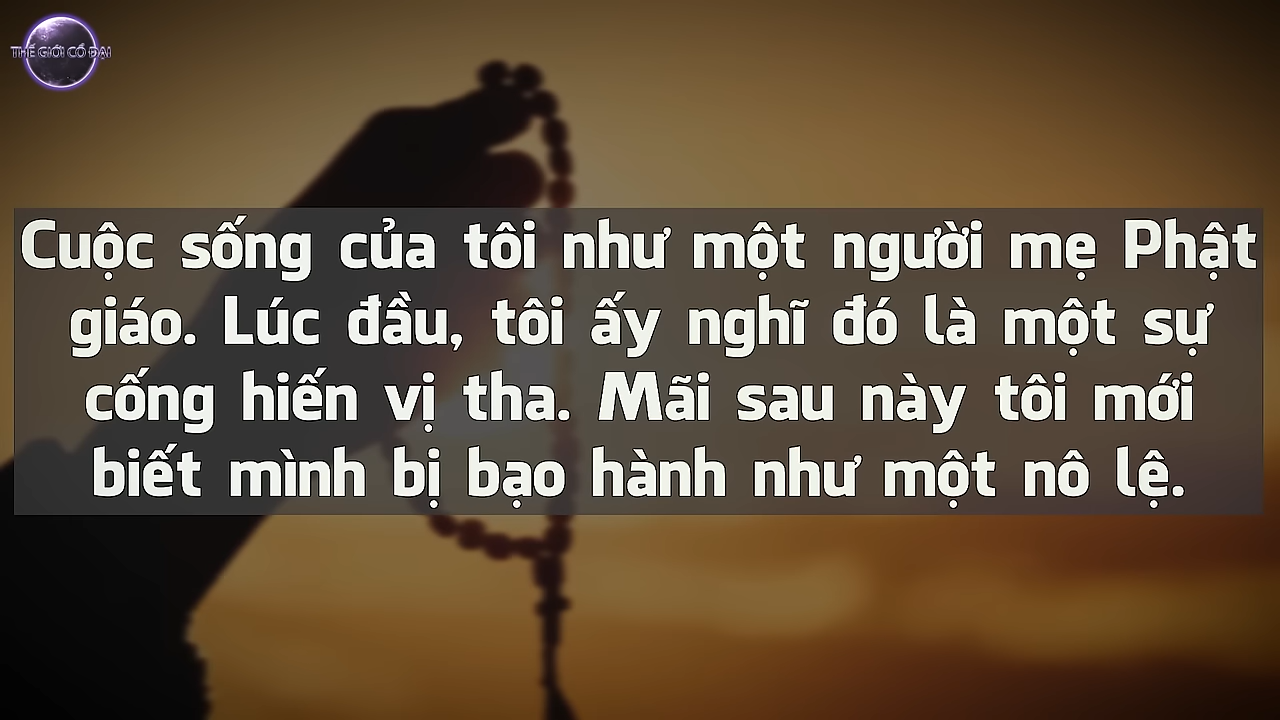 THẾ GIỚI CỔ ĐẠI
Cuộc sống của tôi như một người mẹ Phật
giáo. Lúc đầu, tôi ấy nghĩ đó là một sự
cống hiến vị tha. Mãi sau này tôi mới
biết mình bị bạo hành như một nô lệ.